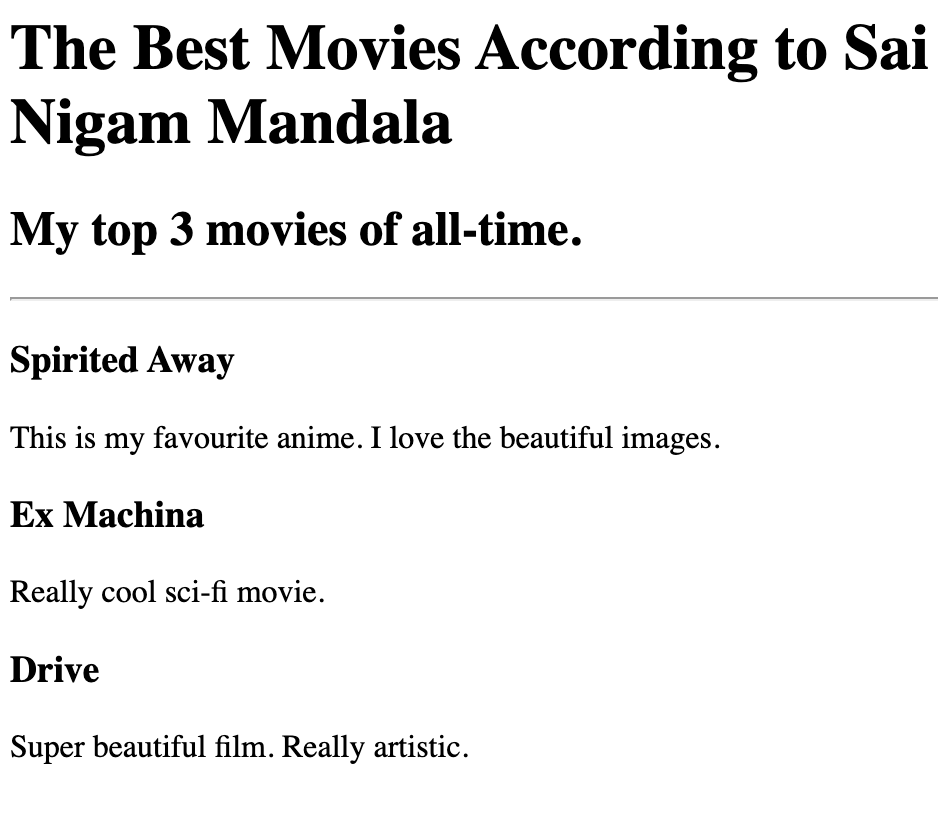 The Best Movies According to Sai
Nigam Mandala
My top 3 movies of all-time.
Spirited Away
This is my favourite anime. I love the beautiful images.
Ex Machina
Really cool sci-fi movie.
Drive
Super beautiful film. Really artistic.